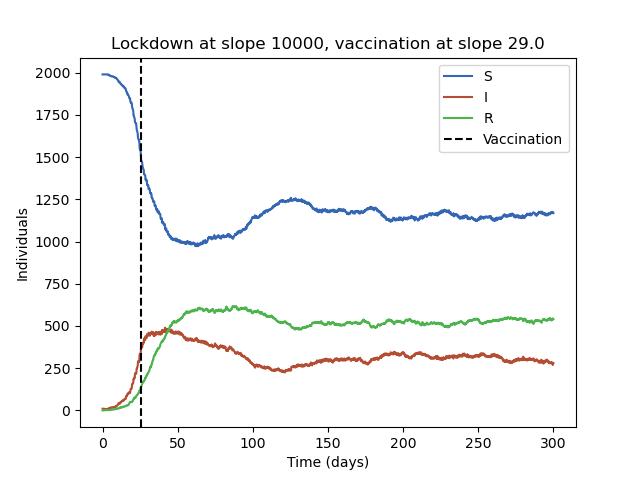 Lockdown at slope 10000, vaccination at slope 29.0
2000
1750
1500
1250
1000
750
500
250
0
Individuals
0 50 100 150 200 250 300
Time (days)
S
I
R
Vaccination